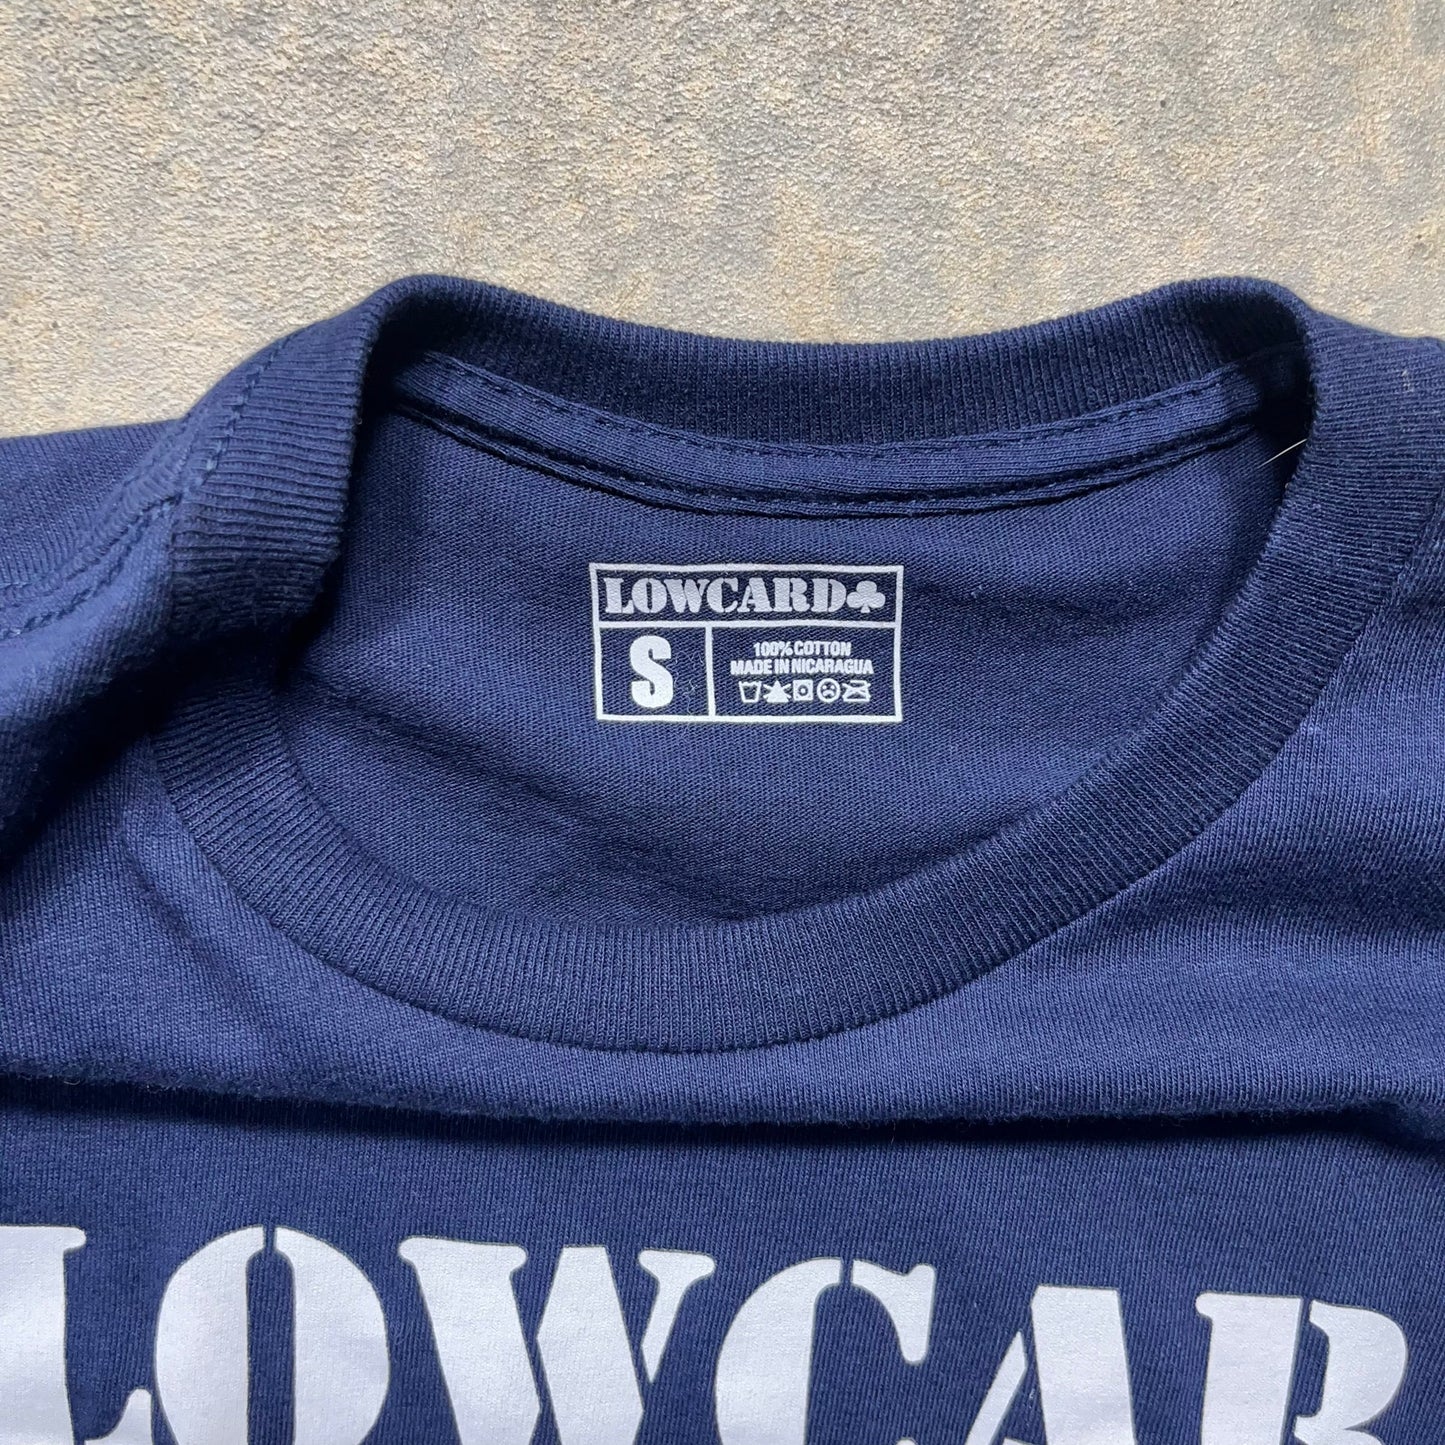 LOWCARD♣
S
100% COTTON
MADE IN NICARAGUA
LOWCAR